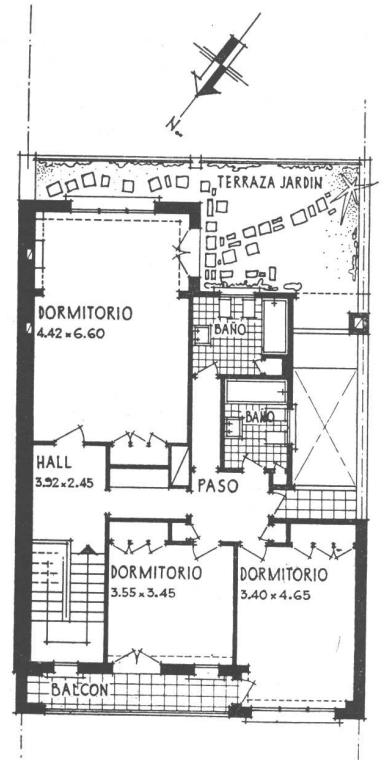 N.
TERRAZA JARDIN
DORMITORIO
4.42 x 6.60
BAÑO
BAÑO
HALL
3.92 x 2.45
PASO
DORMITORIO
3.55 x 3.45
DORMITORIO
3.40 x 4.65
BALCON